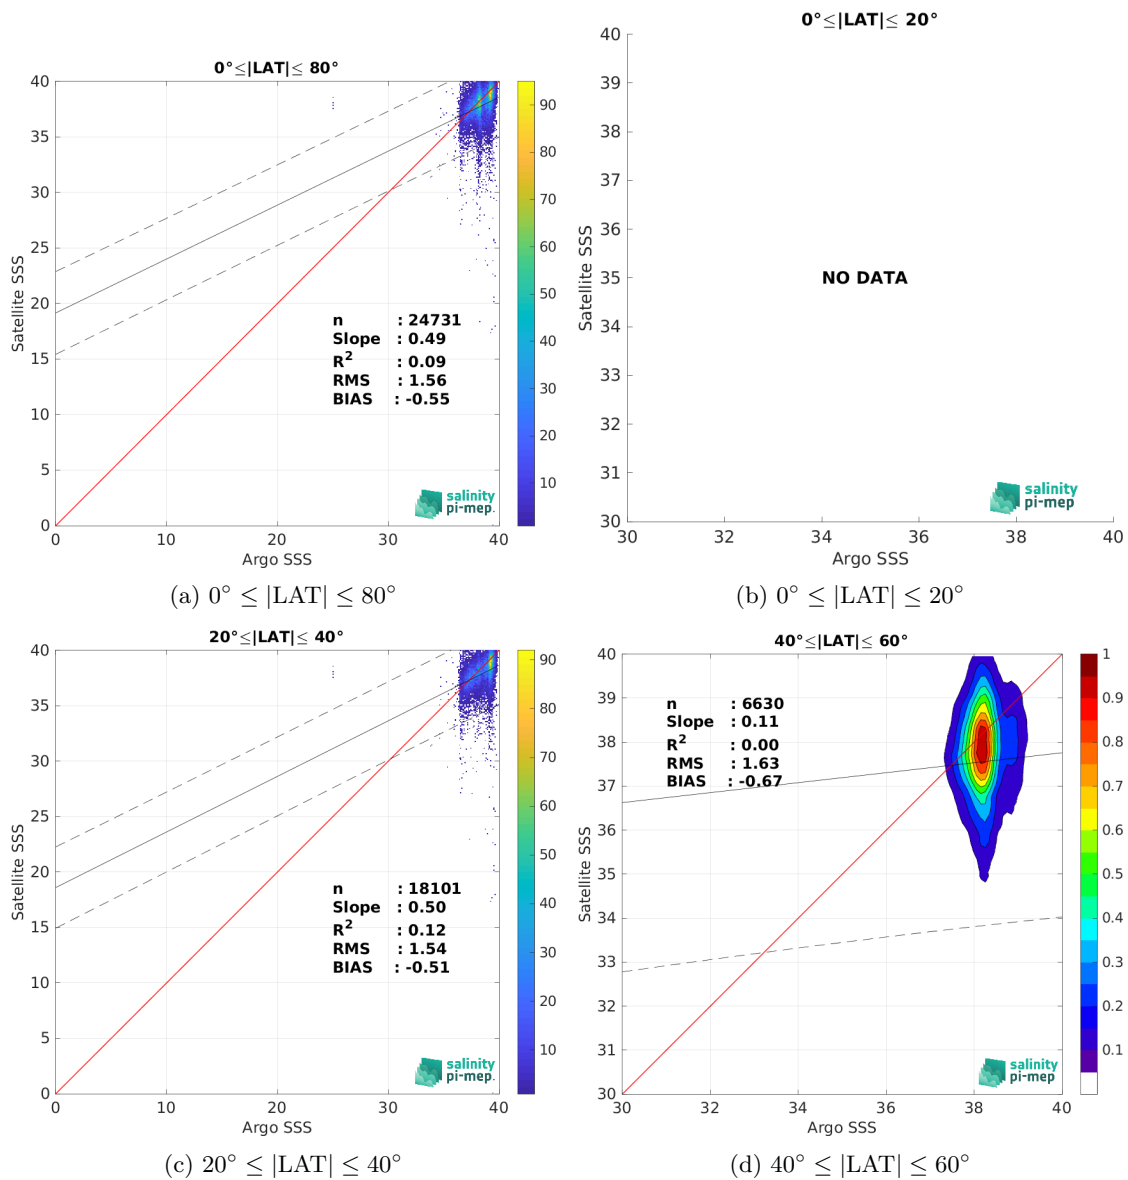 0°≤|LAT|≤ 80°
40
35
30
25
20
15
10
5
0
0
10
20
30
40
Satellite SSS
Argo SSS
n : 24731
Slope : 0.49
R2 : 0.09
RMS : 1.56
BIAS : -0.55
90
80
70
60
50
40
30
20
10
salinity
pi-mep
(a) 0° ≤ |LAT| ≤ 80°
0°≤|LAT|≤ 20°
40
39
38
37
36
35
34
33
32
31
30
30
32
34
36
38
40
Satellite SSS
Argo SSS
NO DATA
salinity
pi-mep
(b) 0° ≤ |LAT| ≤ 20°
20°≤|LAT|≤ 40°
40
35
30
25
20
15
10
5
0
0
10
20
30
40
Satellite SSS
Argo SSS
n : 18101
Slope : 0.50
R2 : 0.12
RMS : 1.54
BIAS : -0.51
90
80
70
60
50
40
30
20
10
salinity
pi-mep
(c) 20° ≤ |LAT| ≤ 40°
40°≤|LAT|≤ 60°
40
39
38
37
36
35
34
33
32
31
30
30
32
34
36
38
40
Satellite SSS
Argo SSS
n : 6630
Slope : 0.11
R2 : 0.00
RMS : 1.63
BIAS : -0.67
1
0.9
0.8
0.7
0.6
0.5
0.4
0.3
0.2
0.1
salinity
pi-mep
(d) 40° ≤ |LAT| ≤ 60°